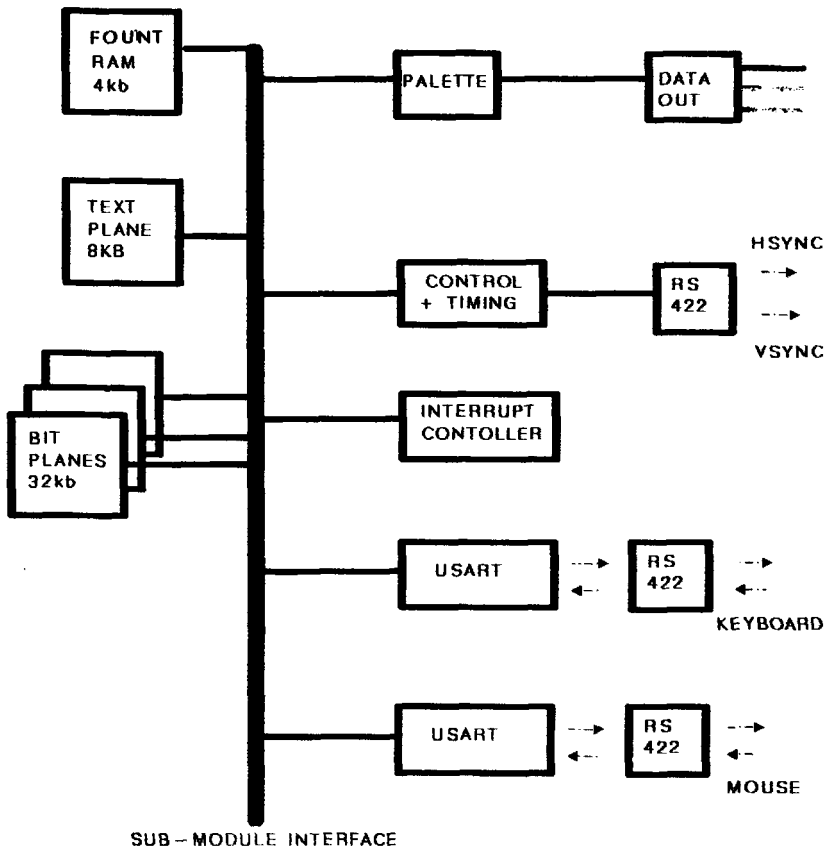 FOUNT
RAM
4kb
PALETTE
DATA
OUT
TEXT
PLANE
8KB
HSYNC
CONTROL
+ TIMING
RS
422
VSYNC
INTERRUPT
CONTOLLER
BIT
PLANES
32kb
USART
RS
422
KEYBOARD
USART
RS
422
MOUSE
SUB-MODULE INTERFACE